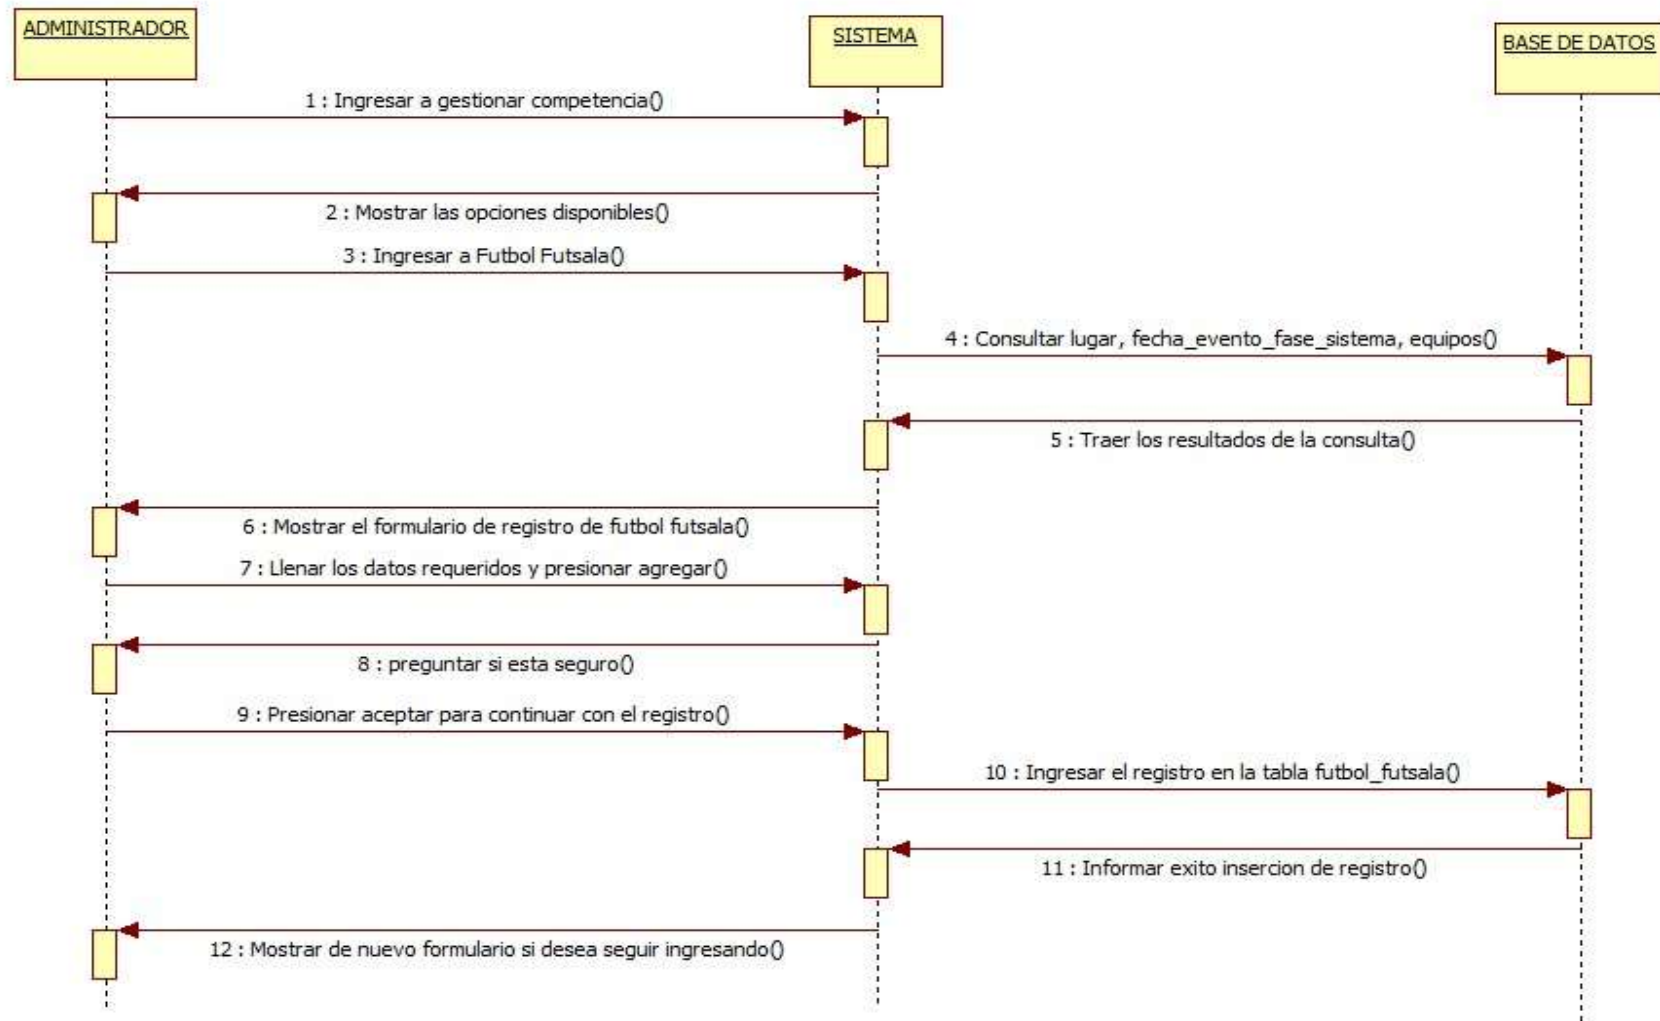 ADMINISTRADOR
SISTEMA
BASE DE DATOS
1 : Ingresar a gestionar competencia()
2 : Mostrar las opciones disponibles()
3 : Ingresar a Futbol Futsala()
4 : Consultar lugar, fecha_evento_fase_sistema, equipos()
5 : Traer los resultados de la consulta()
6 : Mostrar el formulario de registro de futbol futsala()
7 : Llenar los datos requeridos y presionar agregar()
8 : preguntar si esta seguro()
9 : Presionar aceptar para continuar con el registro()
10 : Ingresar el registro en la tabla futbol_futsala()
11 : Informar exito insercion de registro()
12 : Mostrar de nuevo formulario si desea seguir ingresando()